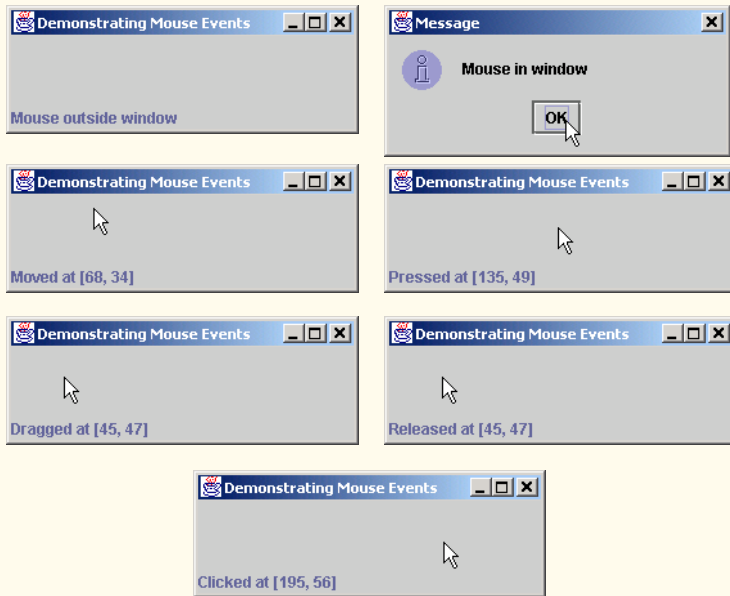 Demonstrating Mouse Events
Mouse outside window
Message
Mouse in window
OK
Demonstrating Mouse Events
Moved at [68, 34]
Demonstrating Mouse Events
Pressed at [135, 49]
Demonstrating Mouse Events
Dragged at [45, 47]
Demonstrating Mouse Events
Released at [45, 47]
Demonstrating Mouse Events
Clicked at [195, 56]